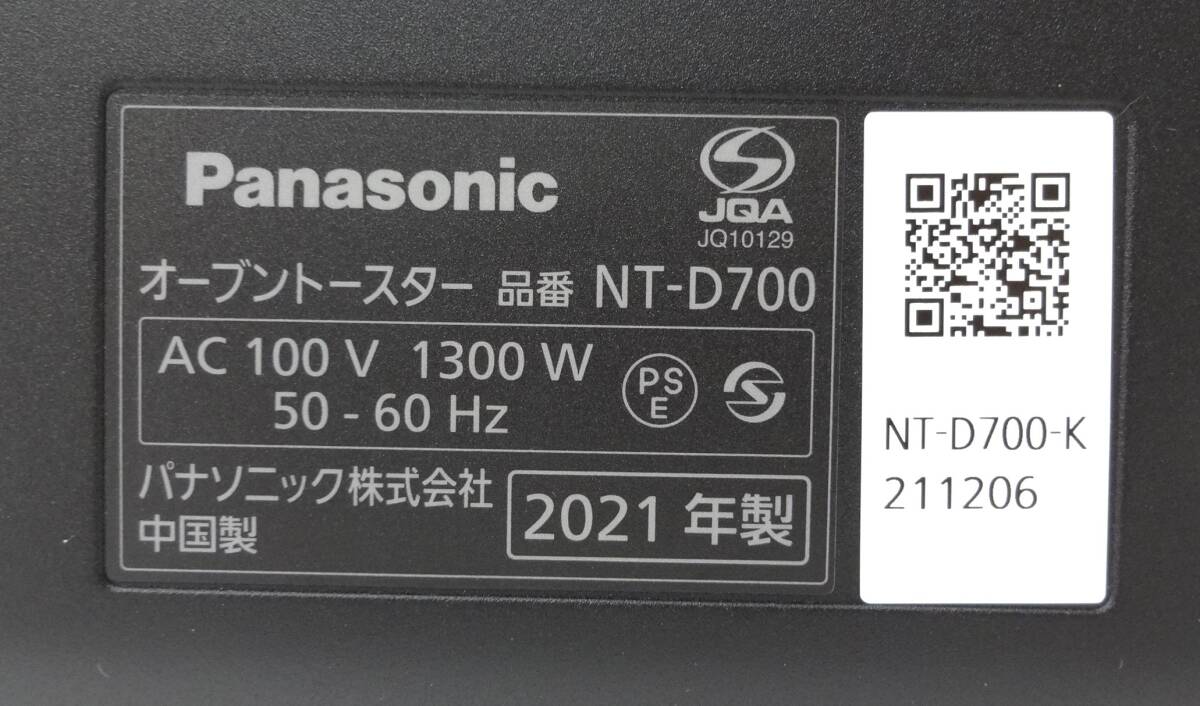 Panasonic
JQA
JQ10129
オーブントースター 品番 NT-D700
AC 100 V 1300 W
50 - 60 Hz
PS
E
パナソニック株式会社
中国製
2021 年製
NT-D700-K
211206